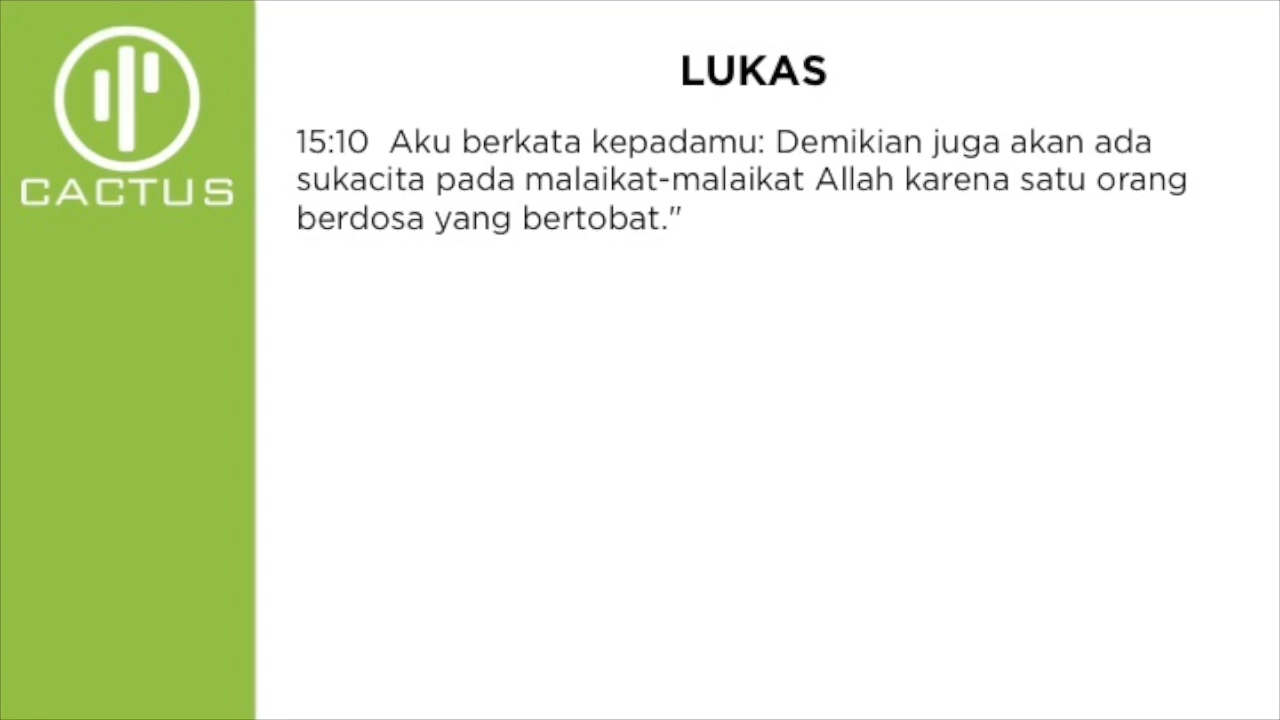 CACTUS
LUKAS
15:10 Aku berkata kepadamu: Demikian juga akan ada
sukacita pada malaikat-malaikat Allah karena satu orang
berdosa yang bertobat."